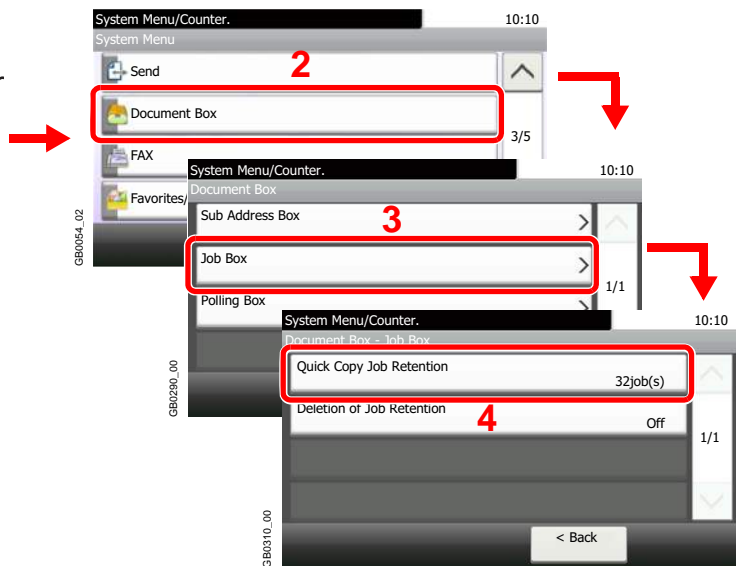 System Menu/Counter.
10:10
System Menu
Send
2
Document Box
3/5
FAX
Favorites/
GB0054_02
System Menu/Counter.
10:10
Document Box
Sub Address Box
3
Job Box
1/1
Polling Box
GB0290_00
System Menu/Counter.
10:10
Document Box - Job Box
Quick Copy Job Retention
32job(s)
Deletion of Job Retention
4
Off
1/1
GB0310_00
< Back